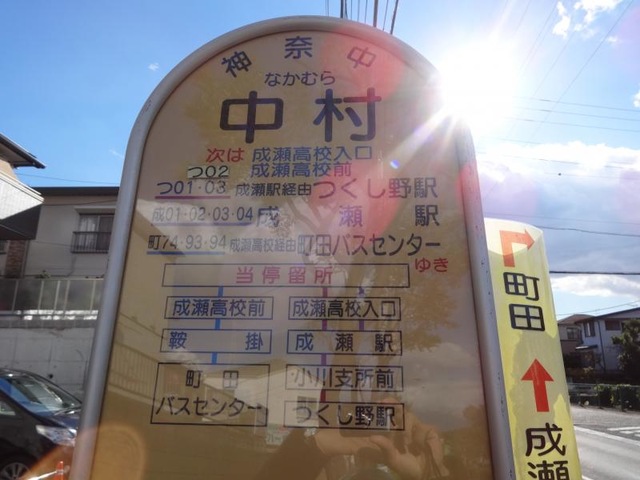 神奈中
なかむら
中村
次は 成瀬高校入口
つ02 成瀬高校前
つ01・03 成瀬駅経由つくし野駅
成01・02・03・04 成瀬駅
町74・93・94 成瀬高校経由町田バスセンター
ゆき
当停留所
成瀬高校前 成瀬高校入口
鞍掛 成瀬駅
町田 小川支所前
バスセンター つくし野駅
町田
成瀬